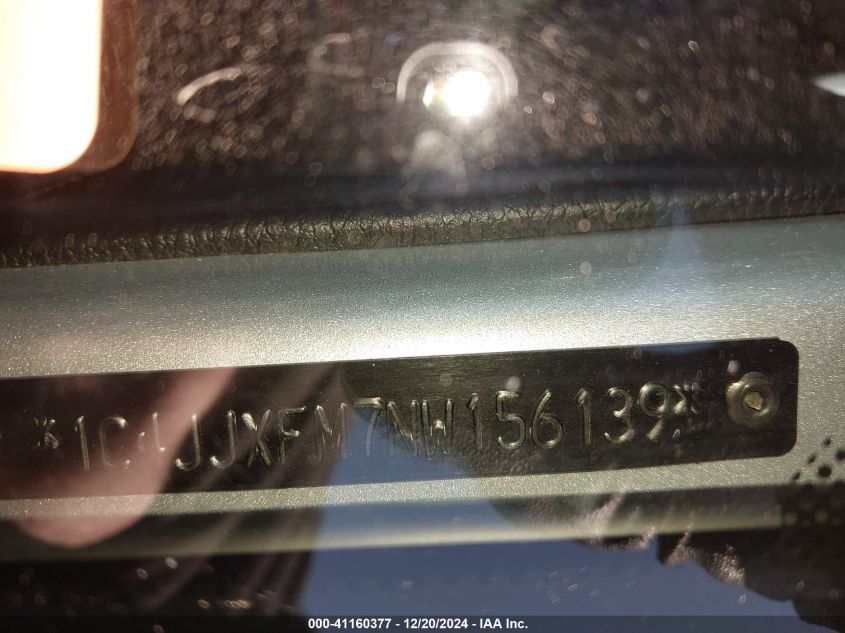 *1C4JJXFM7NW156139*
000-41160377 - 12/20/2024 - IAA Inc.